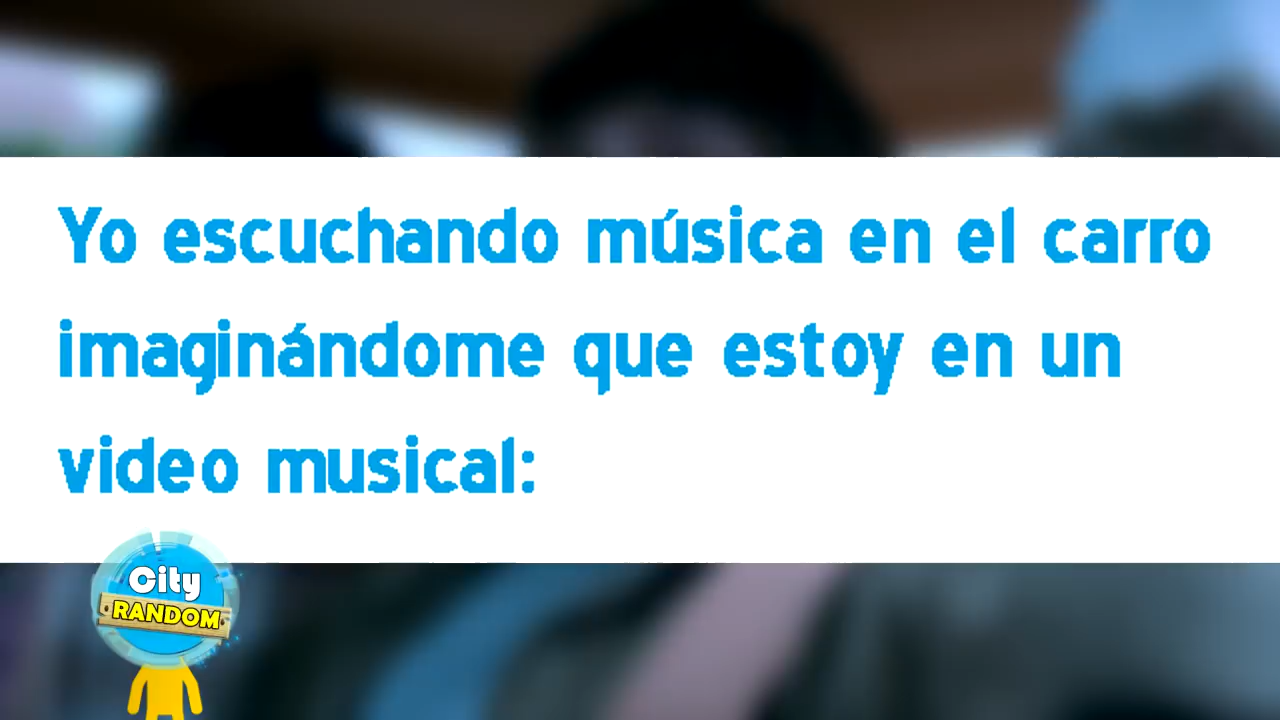 Yo escuchando música en el carro
imaginándome que estoy en un
video musical:
City
RANDOM